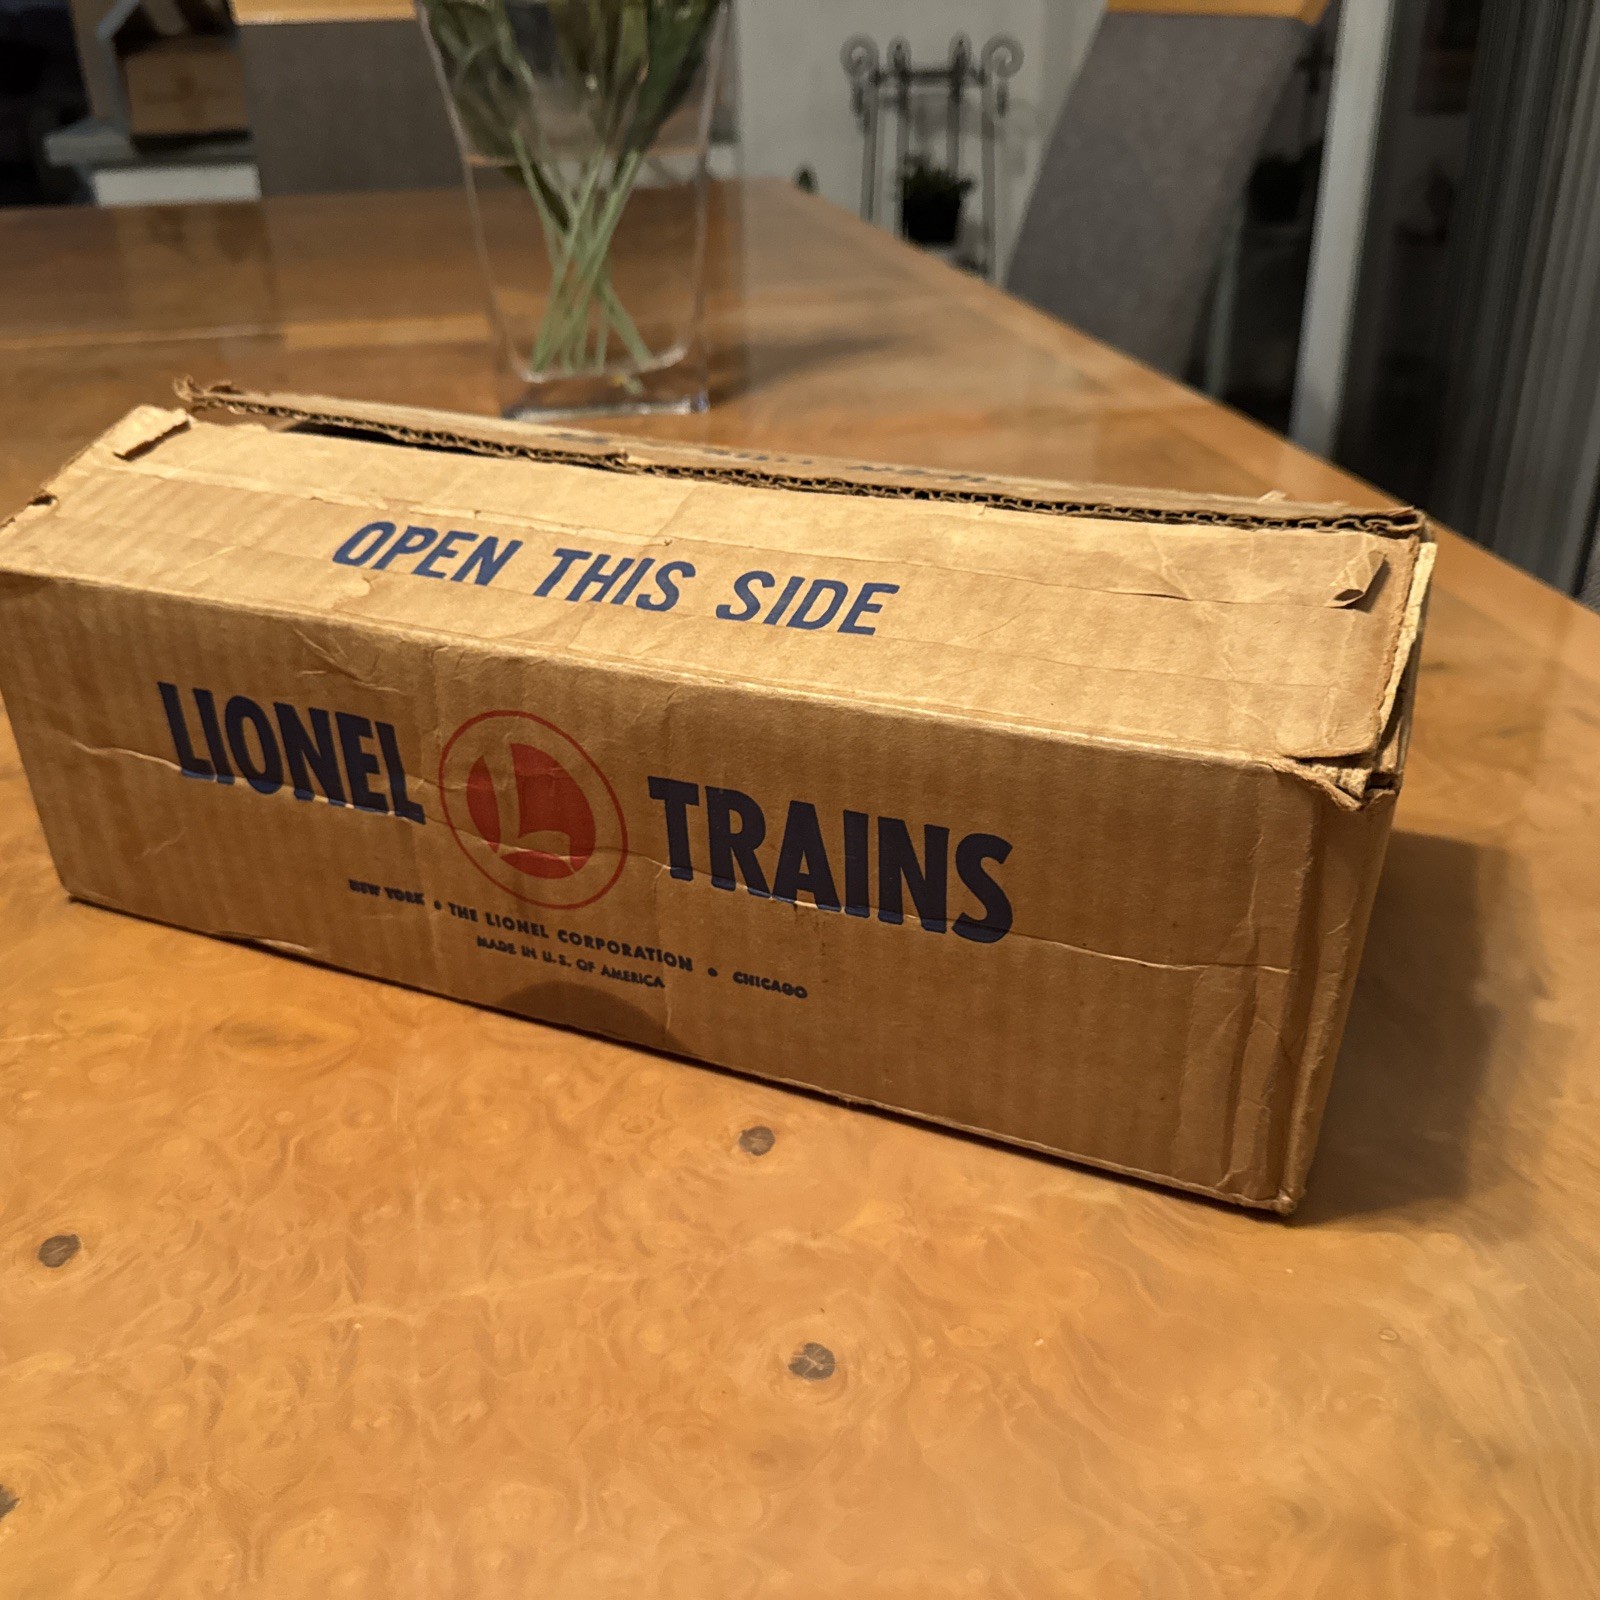 OPEN THIS SIDE
LIONEL L TRAINS
NEW YORK • THE LIONEL CORPORATION • CHICAGO
MADE IN U.S. OF AMERICA